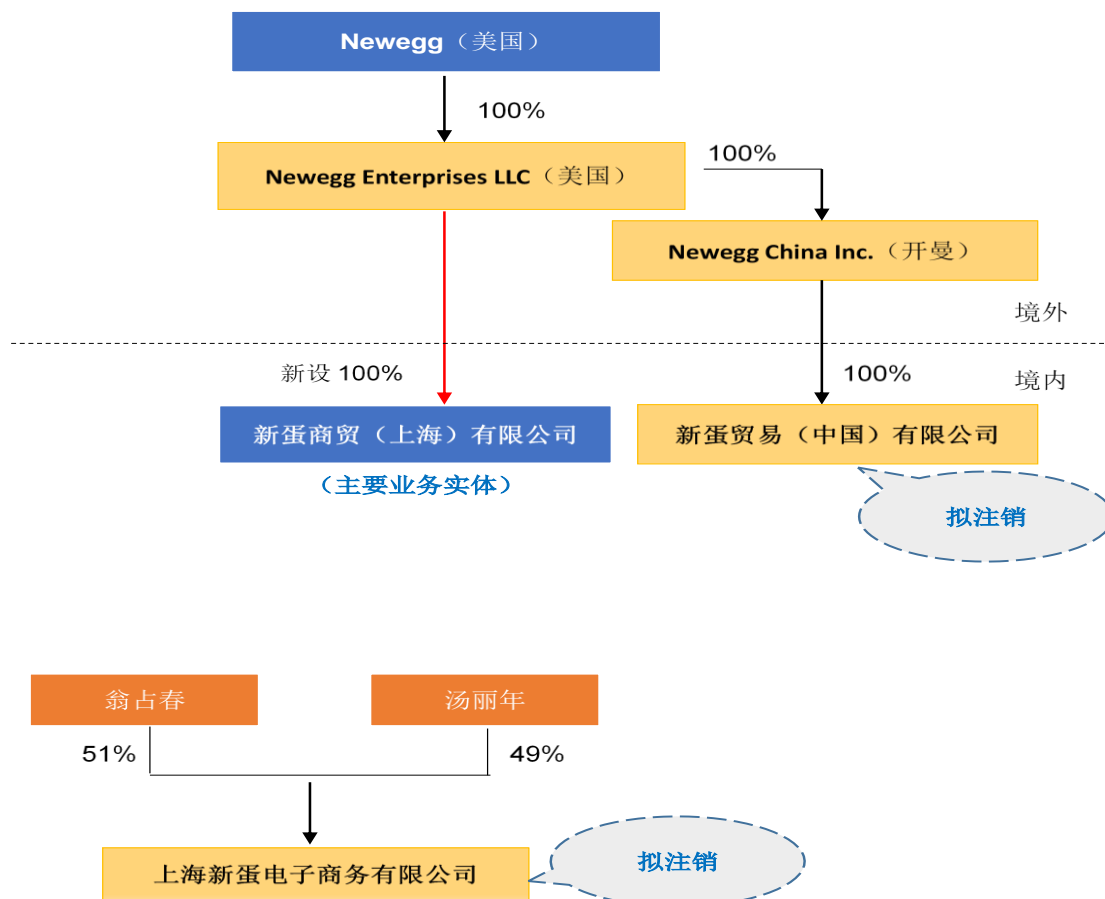 Newegg（美国）
100%
Newegg Enterprises LLC（美国）
100%
Newegg China Inc.（开曼）
境外
新设 100%
100%
境内
新蛋商贸（上海）有限公司
新蛋贸易（中国）有限公司
（主要业务实体）
拟注销
翁占春
汤丽年
51%
49%
上海新蛋电子商务有限公司
拟注销